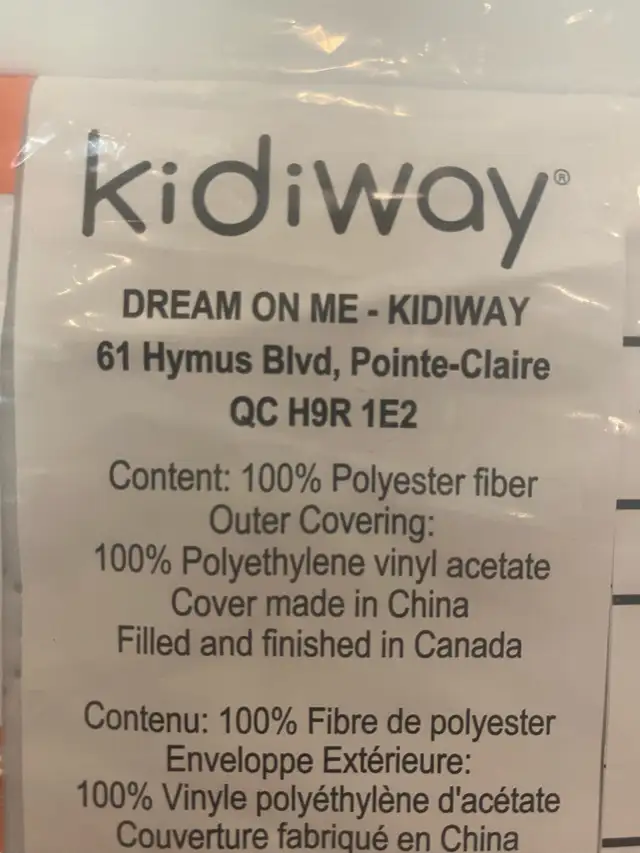 kidiway®
DREAM ON ME - KIDIWAY
61 Hymus Blvd, Pointe-Claire
QC H9R 1E2
Content: 100% Polyester fiber
Outer Covering:
100% Polyethylene vinyl acetate
Cover made in China
Filled and finished in Canada
Contenu: 100% Fibre de polyester
Enveloppe Extérieure:
100% Vinyle polyéthylène d'acétate
Couverture fabriqué en China